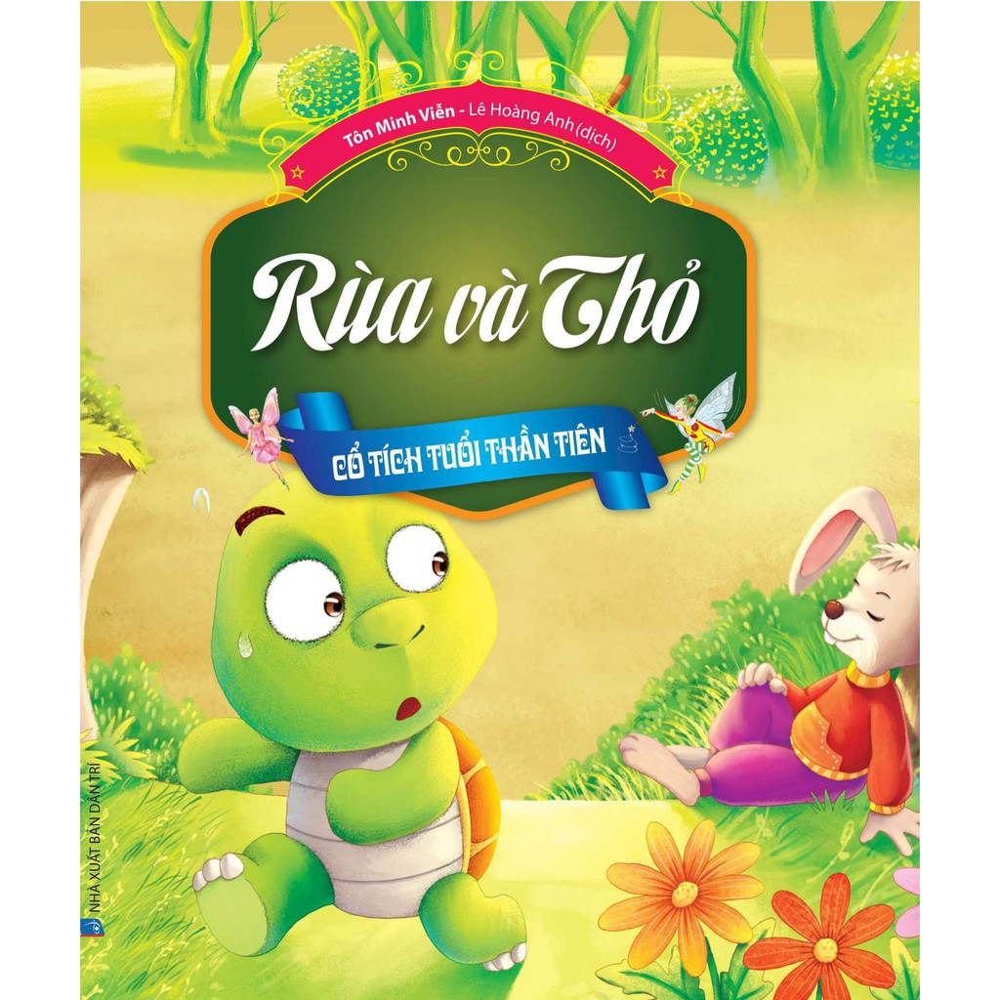 Tôn Minh Viễn - Lê Hoàng Anh (dịch)
Rùa và Thỏ
CỔ TÍCH TUỔI THẦN TIÊN
NHÀ XUẤT BẢN DÂN TRÍ